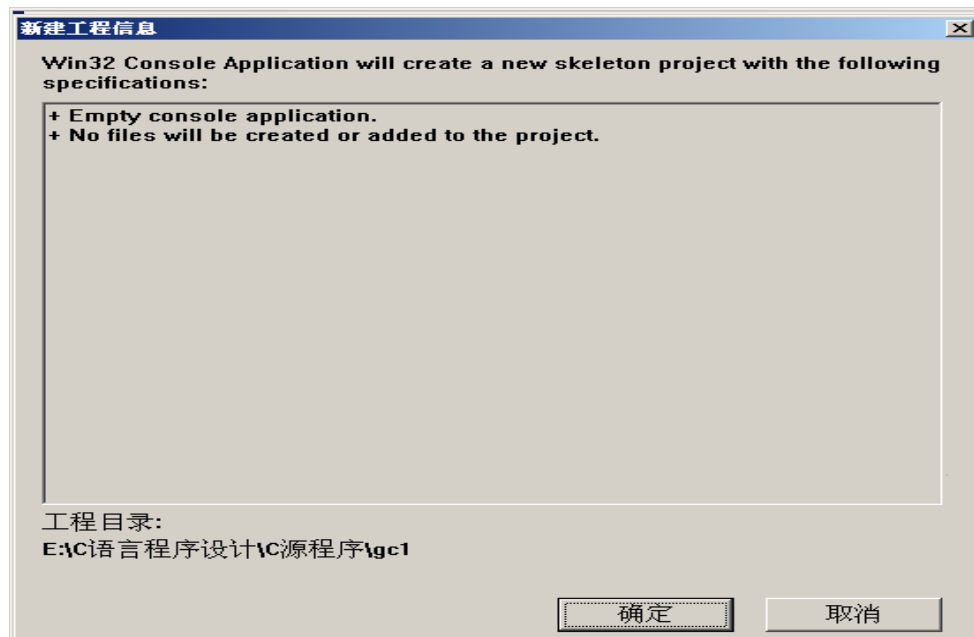 新建工程信息
Win32 Console Application will create a new skeleton project with the following
specifications:
+ Empty console application.
+ No files will be created or added to the project.
工程目录:
E:\C语言程序设计\C源程序\gc1
确定 取消